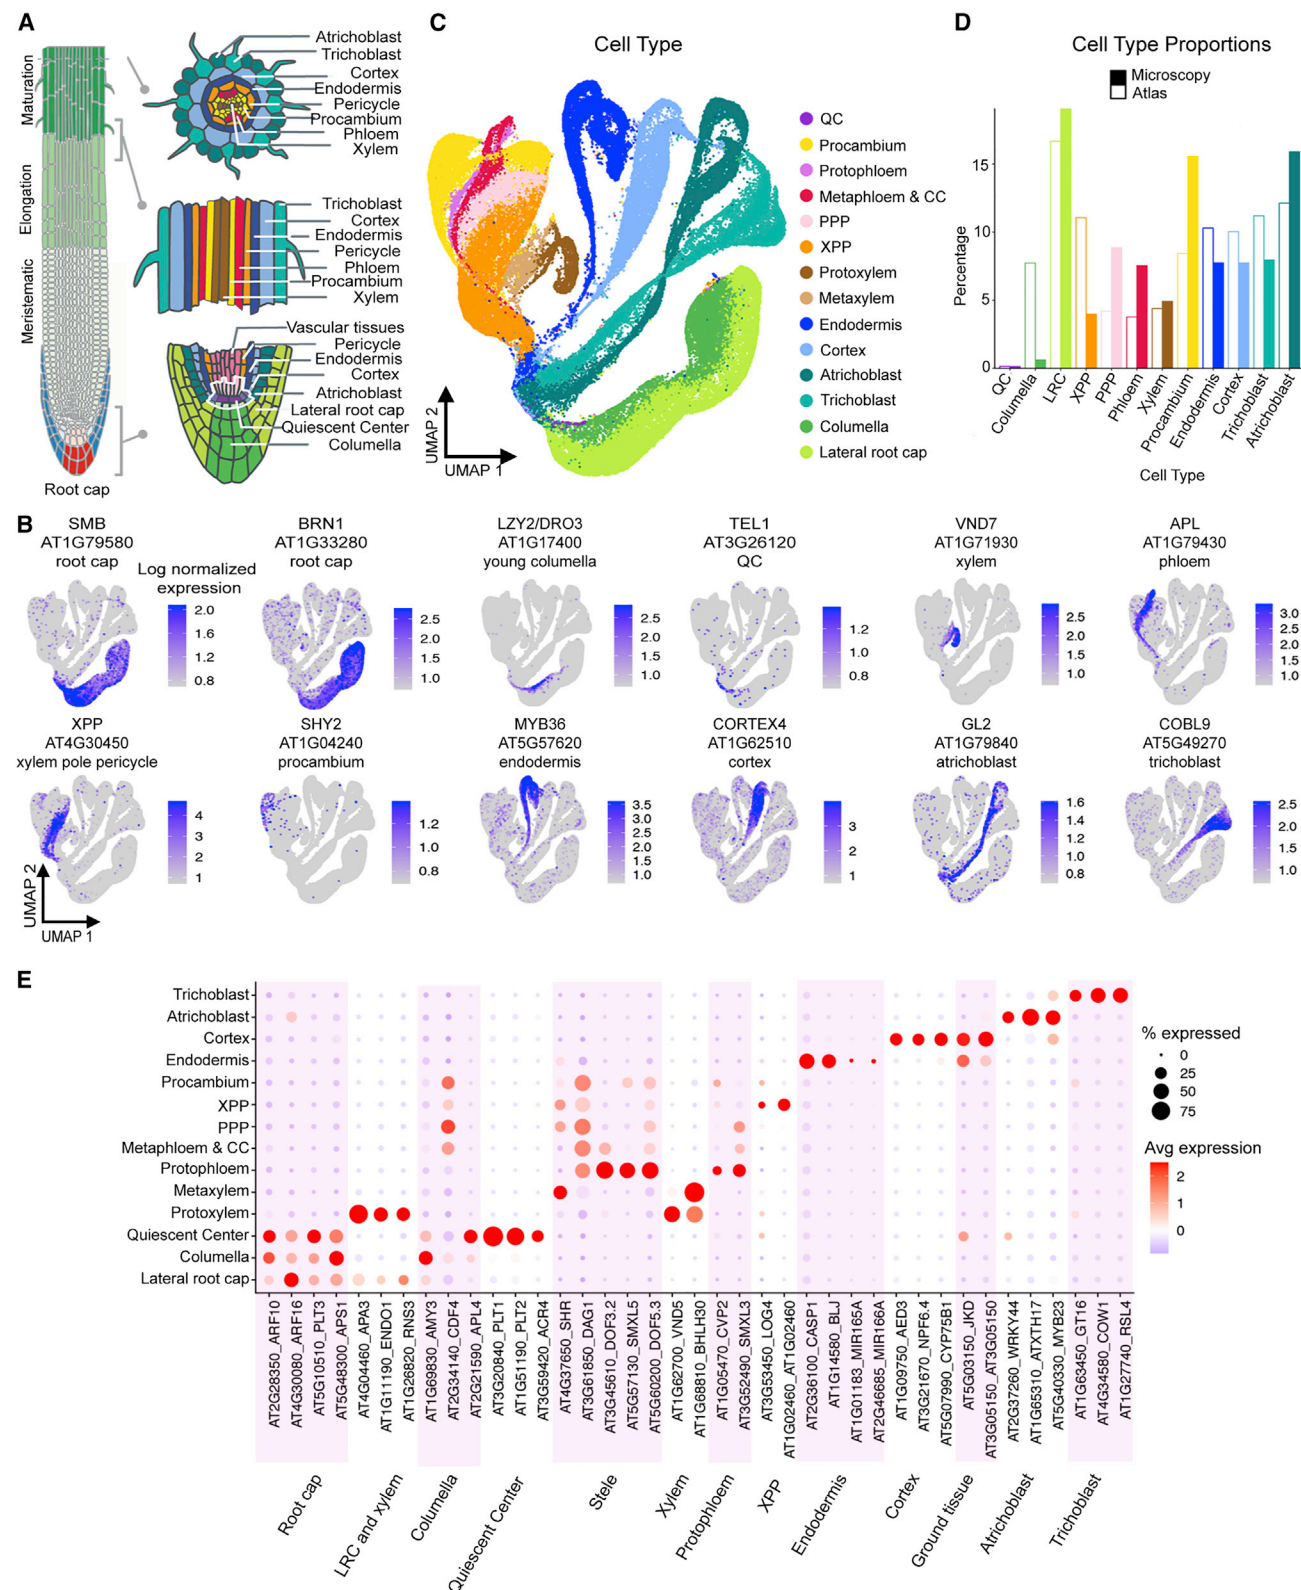 A
Maturation
Elongation
Meristematic
Root cap
Atrichoblast
Trichoblast
Cortex
Endodermis
Pericycle
Procambium
Phloem
Xylem
Trichoblast
Cortex
Endodermis
Pericycle
Phloem
Procambium
Xylem
Vascular tissues
Pericycle
Endodermis
Cortex
Atrichoblast
Lateral root cap
Quiescent Center
Columella
C
Cell Type
UMAP 2
UMAP 1
QC
Procambium
Protophloem
Metaphloem & CC
PPP
XPP
Protoxylem
Metaxylem
Endodermis
Cortex
Atrichoblast
Trichoblast
Columella
Lateral root cap
D
Cell Type Proportions
Microscopy
Atlas
Percentage
15
10
5
0
QC
Columella
LRC
XPP
PPP
Phloem
Xylem
Procambium
Endodermis
Cortex
Trichoblast
Atrichoblast
Cell Type
B
SMB
AT1G79580
root cap
Log normalized
expression
2.0
1.6
1.2
0.8
BRN1
AT1G33280
root cap
2.5
2.0
1.5
1.0
LZY2/DRO3
AT1G17400
young columella
2.5
2.0
1.5
1.0
TEL1
AT3G26120
QC
1.2
1.0
0.8
VND7
AT1G71930
xylem
2.5
2.0
1.5
1.0
APL
AT1G79430
phloem
3.0
2.5
2.0
1.5
1.0
XPP
AT4G30450
xylem pole pericycle
4
3
2
1
UMAP 2
UMAP 1
SHY2
AT1G04240
procambium
1.2
1.0
0.8
MYB36
AT5G57620
endodermis
3.5
3.0
2.5
2.0
1.5
1.0
CORTEX4
AT1G62510
cortex
3
2
1
GL2
AT1G79840
atrichoblast
1.6
1.4
1.2
1.0
0.8
COBL9
AT5G49270
trichoblast
2.5
2.0
1.5
1.0
E
Trichoblast
Atrichoblast
Cortex
Endodermis
Procambium
XPP
PPP
Metaphloem & CC
Protophloem
Metaxylem
Protoxylem
Quiescent Center
Columella
Lateral root cap
% expressed
0
25
50
75
Avg expression
2
1
0
AT2G28350_ARF10
AT4G30080_ARF16
AT5G10510_PLT3
AT5G48300_APS1
AT4G04460_APA3
AT1G11190_ENDO1
AT1G26820_RNS3
AT1G69830_AMY3
AT2G34140_CDF4
AT2G21590_APL4
AT3G20840_PLT1
AT1G51190_PLT2
AT3G59420_ACR4
AT4G37650_SHR
AT3G61850_DAG1
AT3G45610_DOF3.2
AT5G57130_SMXL5
AT5G60200_DOF5.3
AT1G62700_VND5
AT1G68810_BHLH30
AT1G05470_CVP2
AT3G52490_SMXL3
AT3G53450_LOG4
AT1G02460_AT1G02460
AT2G36100_CASP1
AT1G14580_BLJ
AT1G01183_MIR165A
AT2G46685_MIR166A
AT1G09750_AED3
AT3G21670_NPF6.4
AT5G07990_CYP75B1
AT5G03150_JKD
AT3G05150_AT3G05150
AT2G37260_WRKY44
AT1G65310_ATXTH17
AT5G40330_MYB23
AT1G63450_GT16
AT4G34580_COW1
AT1G27740_RSL4
Root cap
LRC and xylem
Columella
Quiescent Center
Stele
Xylem
Protophloem
XPP
Endodermis
Cortex
Ground tissue
Atrichoblast
Trichoblast